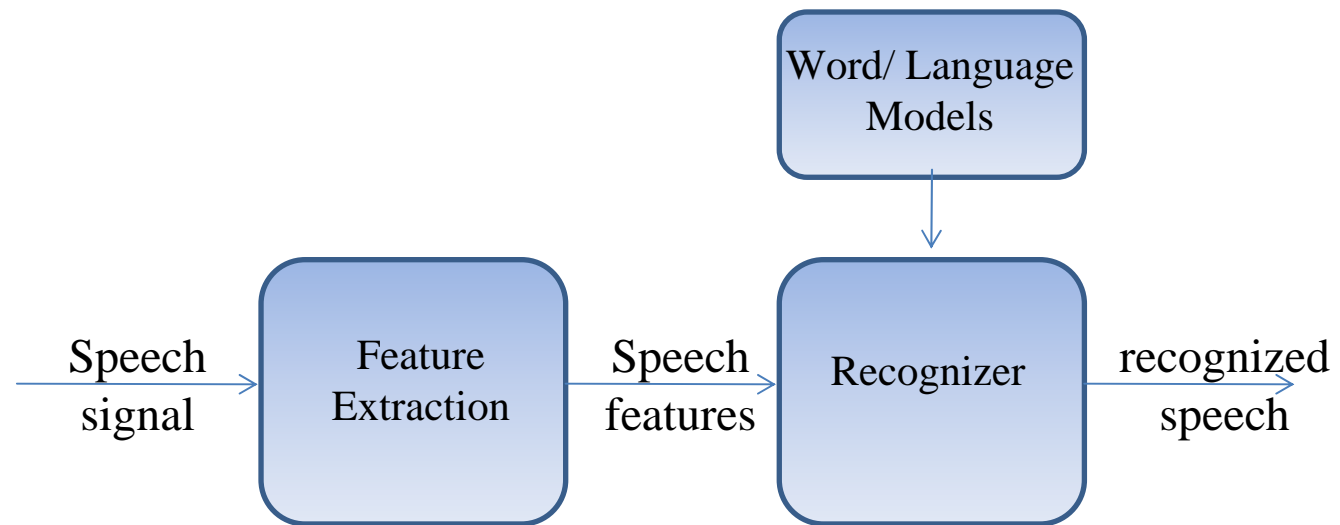 Word/ Language
Models
Speech
signal
Feature
Extraction
Speech
features
Recognizer
recognized
speech